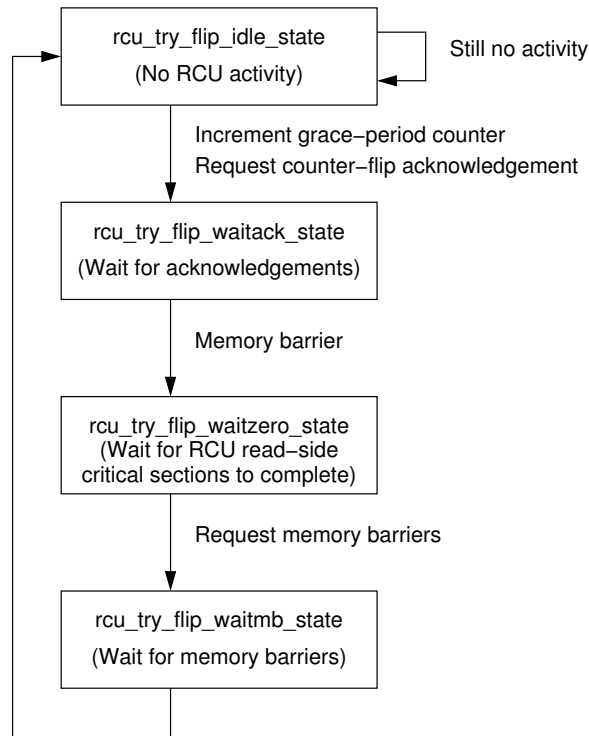 rcu_try_flip_idle_state
(No RCU activity)
Still no activity
Increment grace−period counter
Request counter−flip acknowledgement
rcu_try_flip_waitack_state
(Wait for acknowledgements)
Memory barrier
rcu_try_flip_waitzero_state
(Wait for RCU read−side
critical sections to complete)
Request memory barriers
rcu_try_flip_waitmb_state
(Wait for memory barriers)